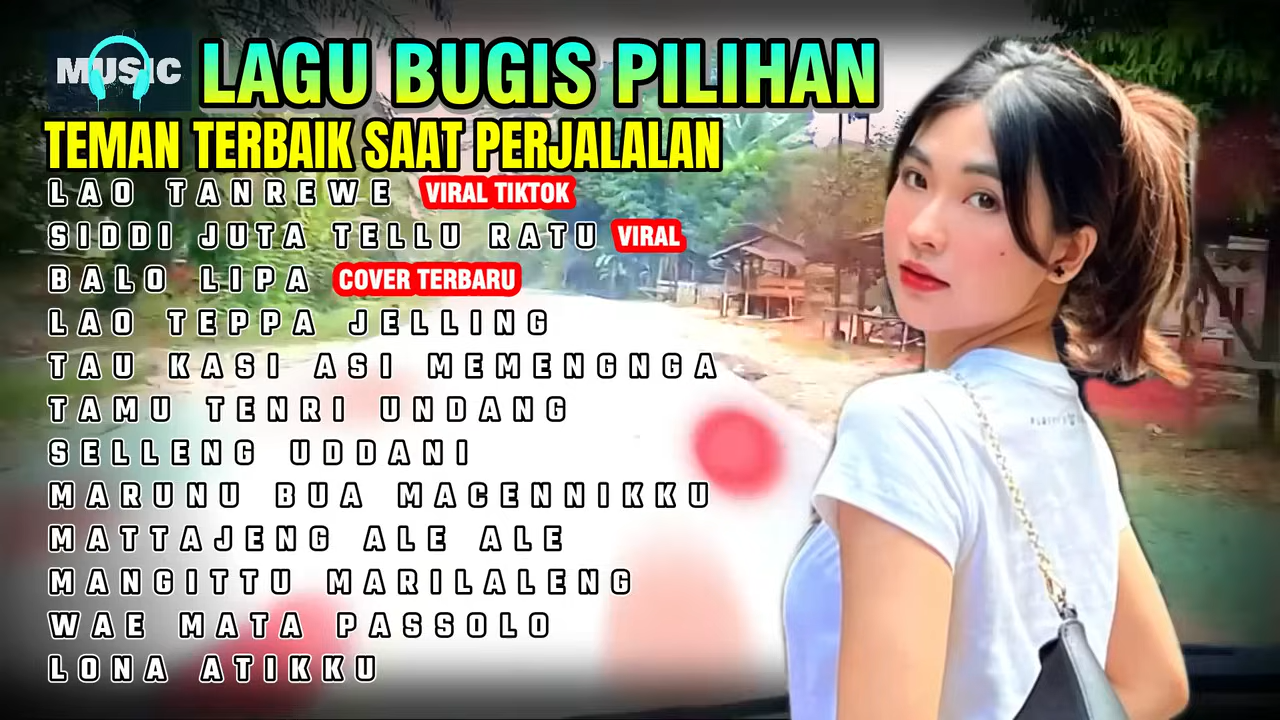 MUSIC
LAGU BUGIS PILIHAN
TEMAN TERBAIK SAAT PERJALALAN
LAO TANREWE VIRAL TIKTOK
SIDDI JUTA TELLU RATU VIRAL
BALO LIPA COVER TERBARU
LAO TEPPA JELLING
TAU KASI ASI MEMENGNGA
TAMU TENRI UNDANG
SELLENG UDDANI
MARUNU BUA MACENNIKKU
MATTAJENG ALE ALE
MANGITTU MARILALENG
WAE MATA PASSOLO
LONA ATIKKU